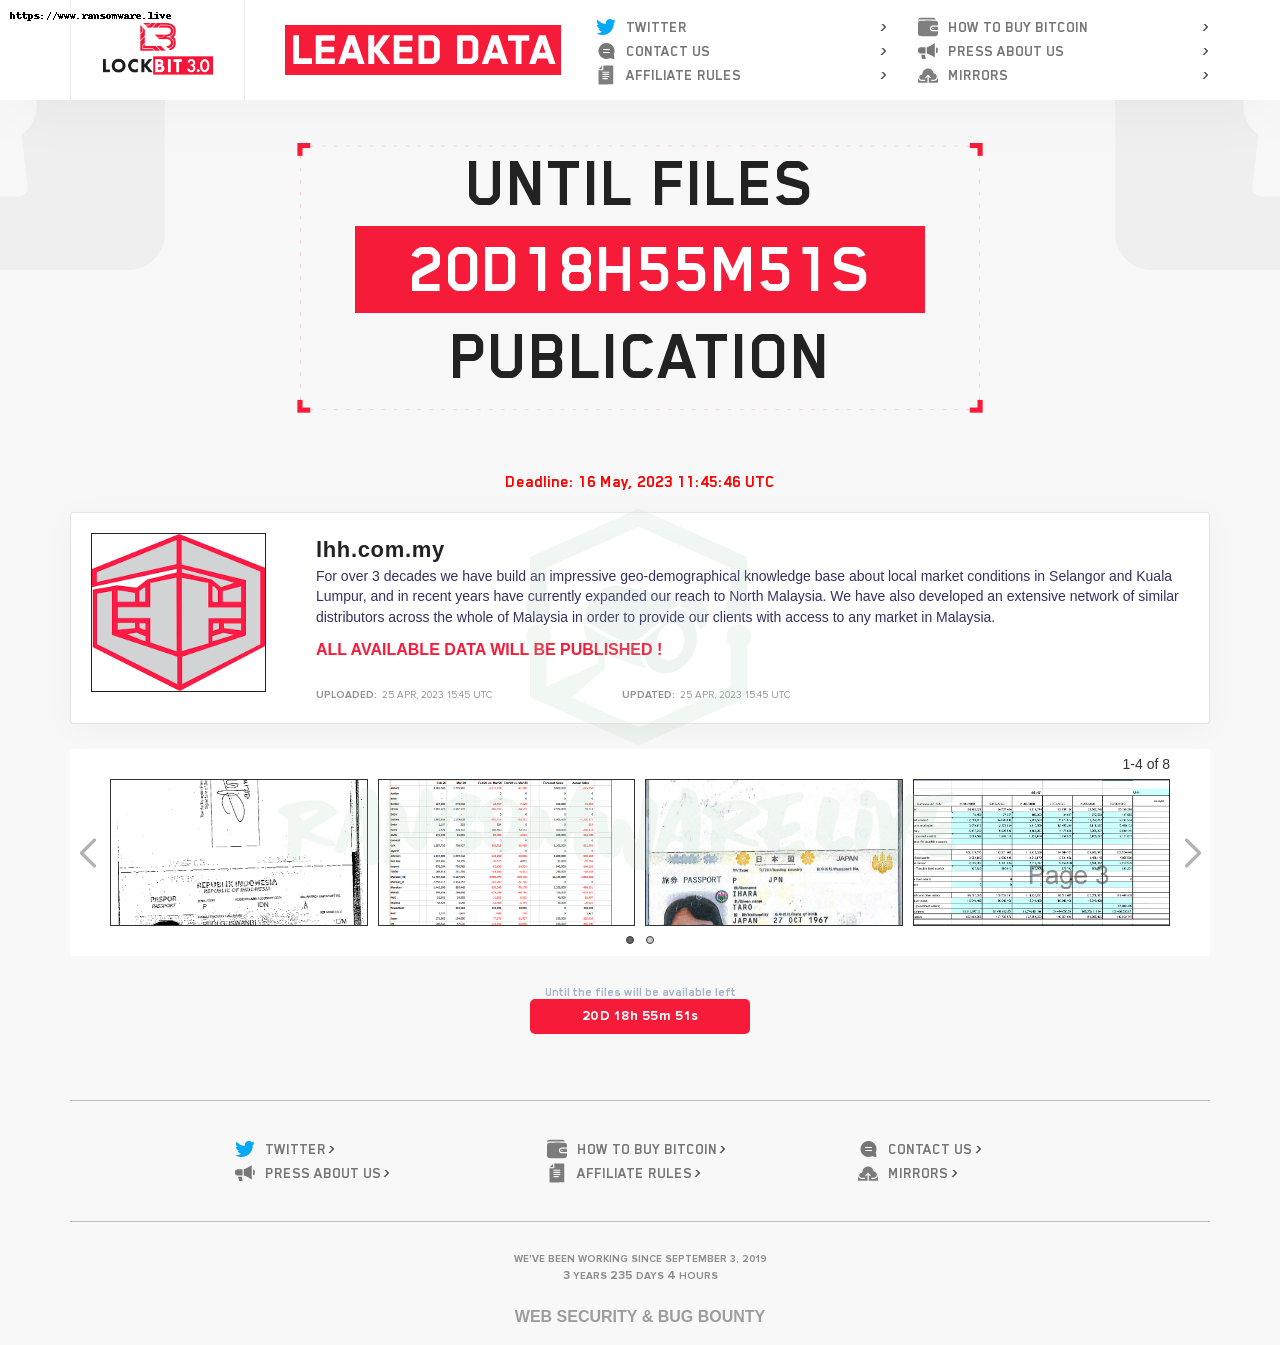 https://www.ransomware.live
LOCKBIT 3.0
LEAKED DATA
TWITTER
CONTACT US
AFFILIATE RULES
HOW TO BUY BITCOIN
PRESS ABOUT US
MIRRORS
UNTIL FILES
20D18H55M51S
PUBLICATION
Deadline: 16 May, 2023 11:45:46 UTC
lhh.com.my
For over 3 decades we have build an impressive geo-demographical knowledge base about local market conditions in Selangor and Kuala
Lumpur, and in recent years have currently expanded our reach to North Malaysia. We have also developed an extensive network of similar
distributors across the whole of Malaysia in order to provide our clients with access to any market in Malaysia.
ALL AVAILABLE DATA WILL BE PUBLISHED !
UPLOADED: 25 APR, 2023 15:45 UTC
UPDATED: 25 APR, 2023 15:45 UTC
1-4 of 8
REPUBLIK INDONESIA
REPUBLIC OF INDONESIA
PASPOR
PASSPORT
P
IDN
日本国
JAPAN
旅券 PASSPORT
P
JPN
IHARA
TARO
JAPAN
27 OCT 1967
Page 3
Until the files will be available left
20D 18h 55m 51s
TWITTER
HOW TO BUY BITCOIN
CONTACT US
PRESS ABOUT US
AFFILIATE RULES
MIRRORS
WE'VE BEEN WORKING SINCE SEPTEMBER 3, 2019
3 YEARS 235 DAYS 4 HOURS
WEB SECURITY & BUG BOUNTY